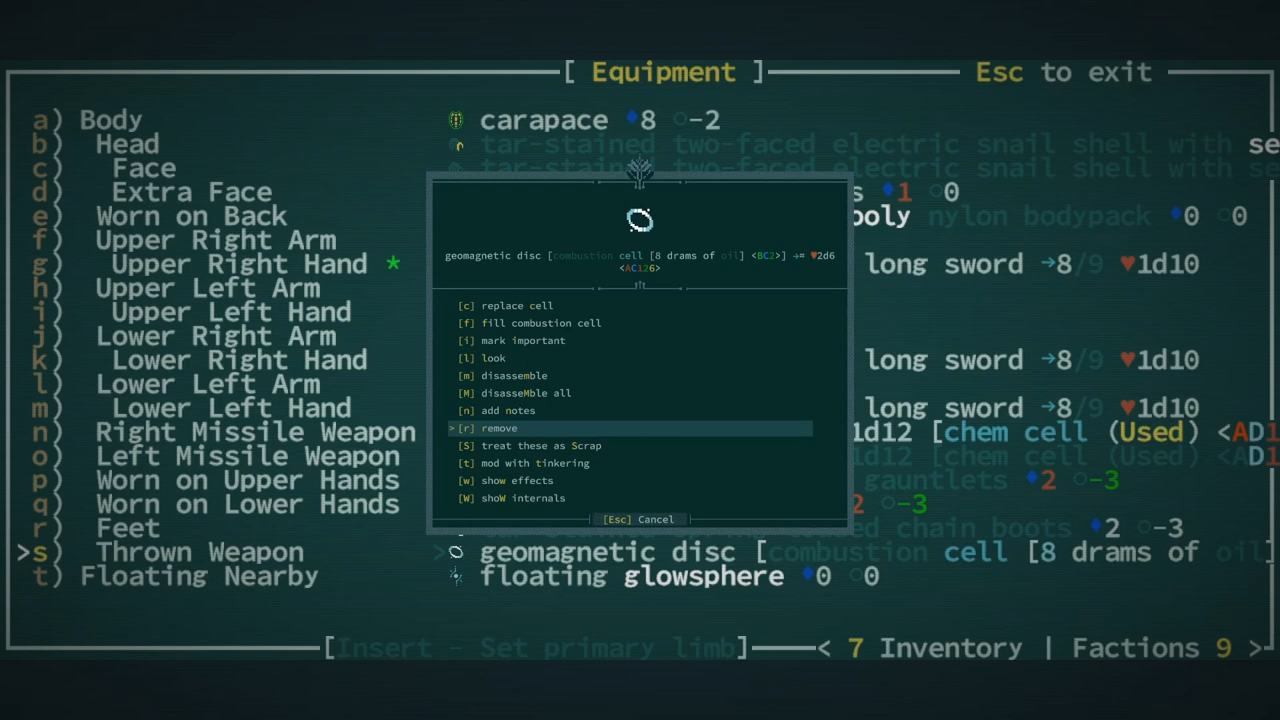 [ Equipment ]
Esc to exit
a) Body carapace ♦8 ○-2
b) Head tar-stained two-faced electric snail shell with se
c) Face tar-stained two-faced electric snail shell with se
d) Extra Face s ♦1 ○0
e) Worn on Back ooly nylon bodypack ♦0 ○0
f) Upper Right Arm
g) Upper Right Hand * long sword →8/9 ♥1d10
h) Upper Left Arm
i) Upper Left Hand
j) Lower Right Arm
k) Lower Right Hand long sword →8/9 ♥1d10
l) Lower Left Arm
m) Lower Left Hand long sword →8/9 ♥1d10
n) Right Missile Weapon 1d12 [chem cell (Used) <AD1
o) Left Missile Weapon 1d12 [chem cell (Used) <AD1
p) Worn on Upper Hands gauntlets ♦2 ○-3
q) Worn on Lower Hands 2 ○-3
r) Feet chain boots ♦2 ○-3
>s) Thrown Weapon > geomagnetic disc [combustion cell [8 drams of oil]
t) Floating Nearby floating glowsphere ♦0 ○0
[Insert - Set primary limb]
< 7 Inventory | Factions 9 >
geomagnetic disc [combustion cell [8 drams of oil] <BC2>] →∞ ♥2d6
<AC126>
[c] replace cell
[f] fill combustion cell
[i] mark important
[l] look
[m] disassemble
[M] disasseMble all
[n] add notes
>[r] remove
[S] treat these as Scrap
[t] mod with tinkering
[w] show effects
[W] shoW internals
[Esc] Cancel